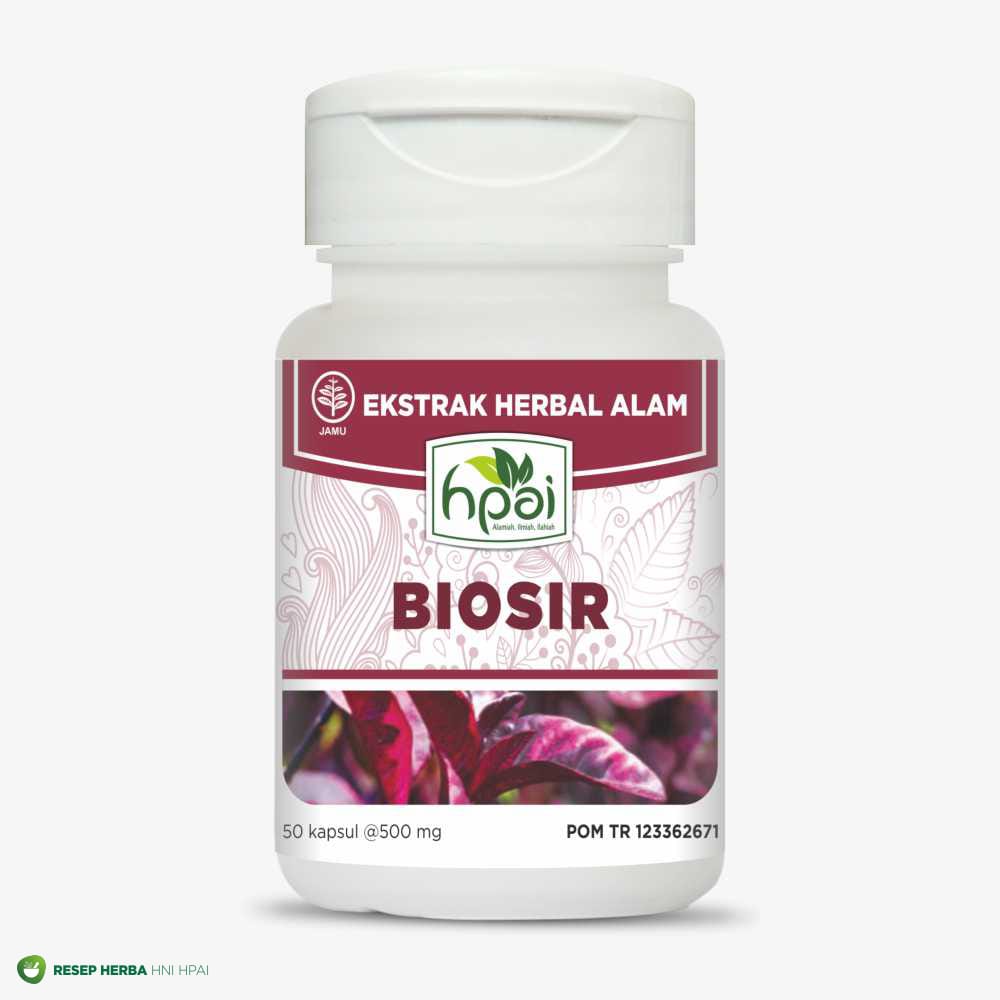 EKSTRAK HERBAL ALAM
JAMU
hpai
Alamiah, Ilmiah, Ilahiah
BIOSIR
50 kapsul @500 mg
POM TR 123362671
RESEP HERBA HNI HPAI